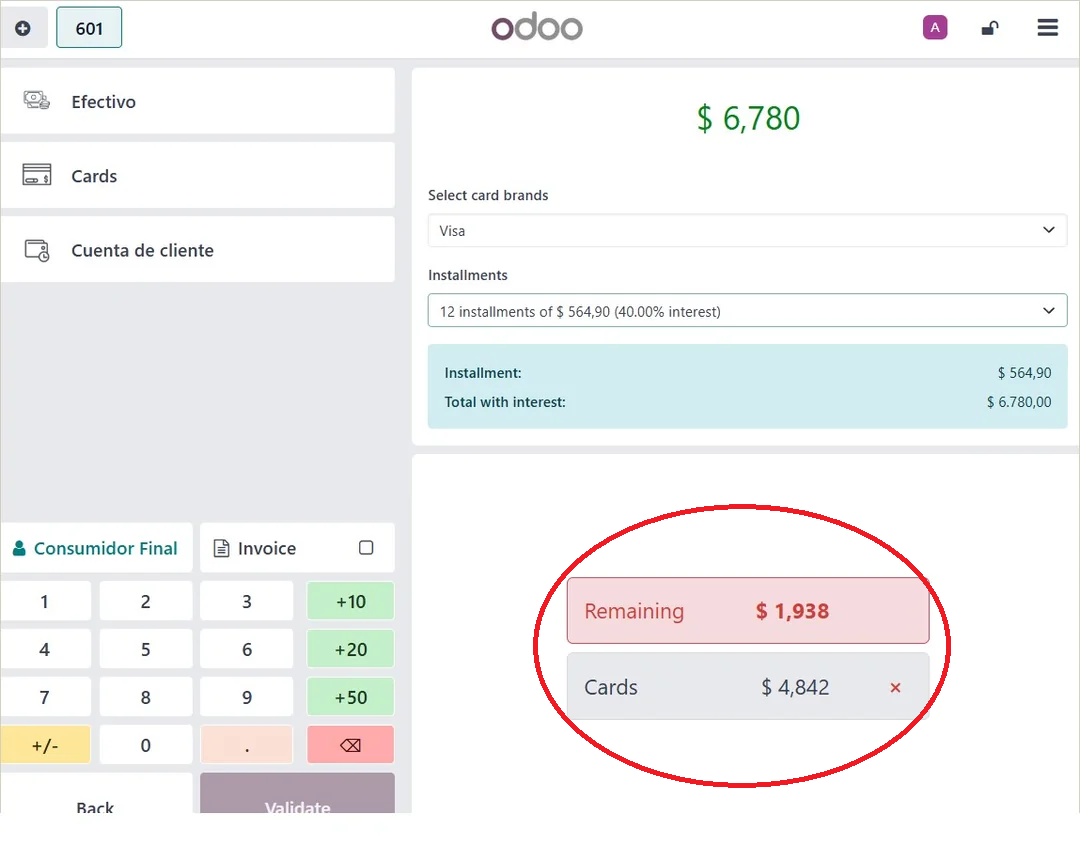 601
odoo
A
Efectivo
Cards
Cuenta de cliente
$ 6,780
Select card brands
Visa
Installments
12 installments of $ 564,90 (40.00% interest)
Installment: $ 564,90
Total with interest: $ 6.780,00
Consumidor Final Invoice
1 2 3 +10
4 5 6 +20
7 8 9 +50
+/- 0 .
Back Validate
Remaining $ 1,938
Cards $ 4,842 ×